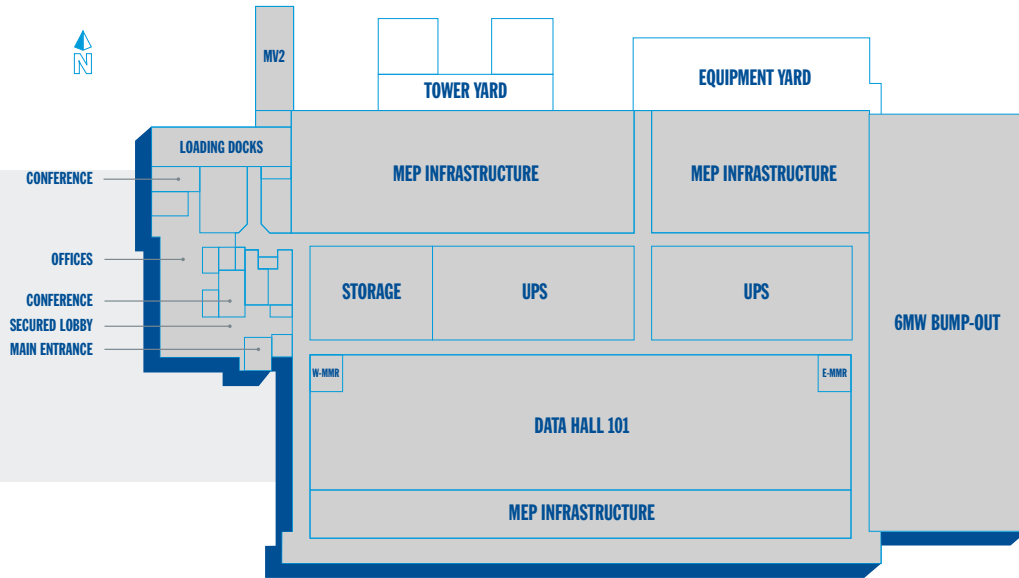 N
MV2
TOWER YARD
EQUIPMENT YARD
LOADING DOCKS
MEP INFRASTRUCTURE
MEP INFRASTRUCTURE
CONFERENCE
OFFICES
CONFERENCE
SECURED LOBBY
MAIN ENTRANCE
STORAGE
UPS
UPS
6MW BUMP-OUT
W-MMR
E-MMR
DATA HALL 101
MEP INFRASTRUCTURE